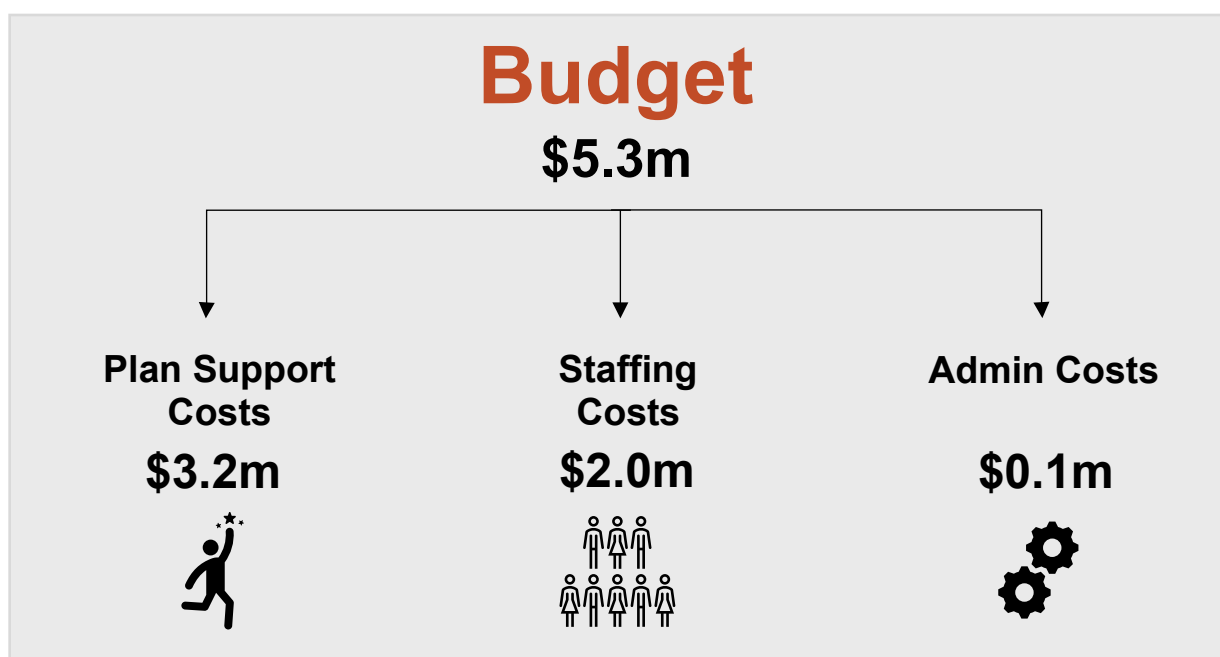 Budget
$5.3m
Plan Support
Costs
$3.2m
Staffing
Costs
$2.0m
Admin Costs
$0.1m